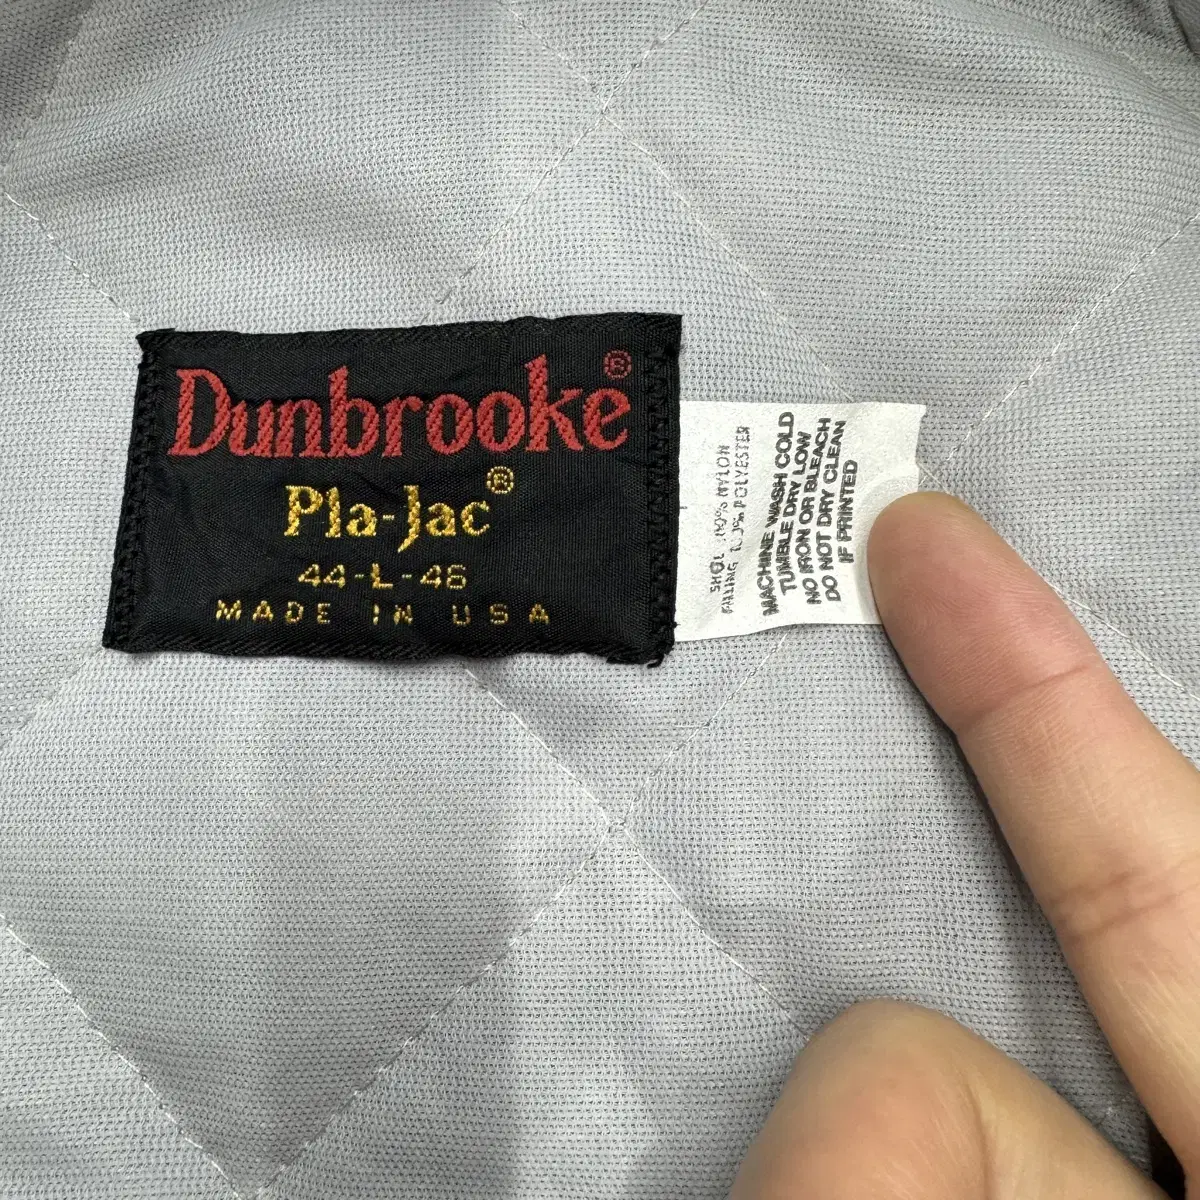 Dunbrooke®
Pla-Jac®
44-L-46
MADE IN USA
100% NYLON
100% POLYESTER
MACHINE WASH COLD
TUMBLE DRY LOW
NO IRON OR BLEACH
DO NOT DRY CLEAN
IF PRINTED